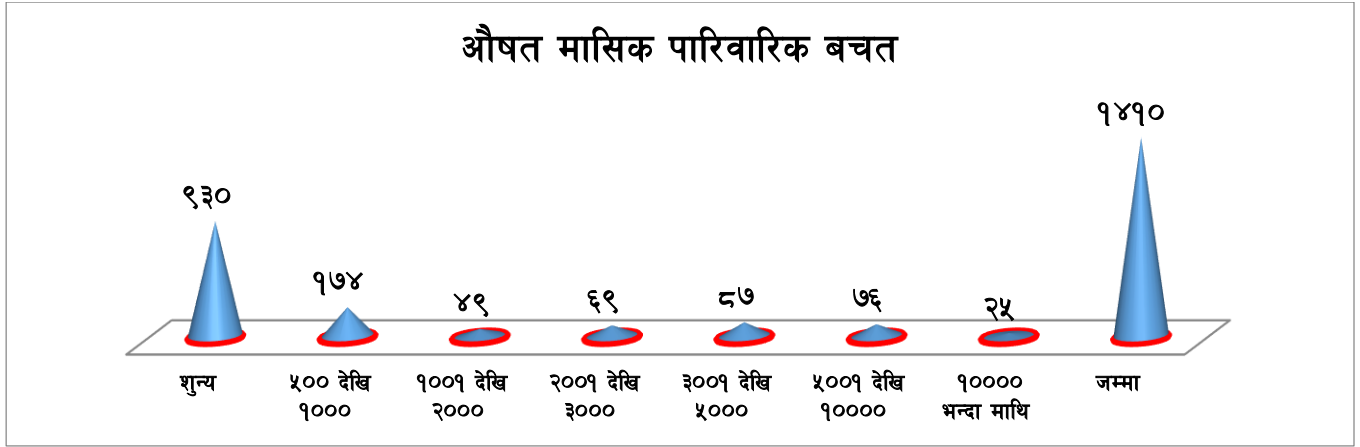 औषत मासिक पारिवारिक बचत
१४१०
९३०
१७४
४९
६९
८७
७६
२५
शुन्य
५०० देखि
१०००
१००१ देखि
२०००
२००१ देखि
३०००
३००१ देखि
५०००
५००१ देखि
१००००
१००००
भन्दा माथि
जम्मा